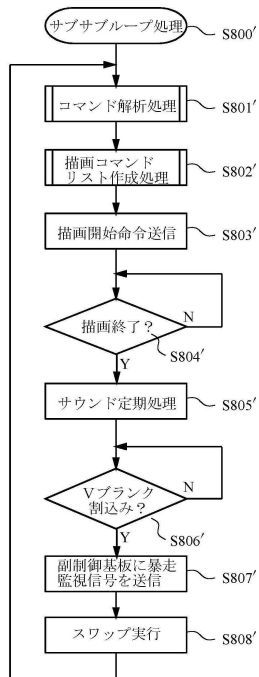 サブサブループ処理
S800′
コマンド解析処理
S801′
描画コマンド
リスト作成処理
S802′
描画開始命令送信
S803′
描画終了？
N
S804′
Y
サウンド定期処理
S805′
Vブランク
割込み？
N
S806′
Y
副制御基板に暴走
監視信号を送信
S807′
スワップ実行
S808′